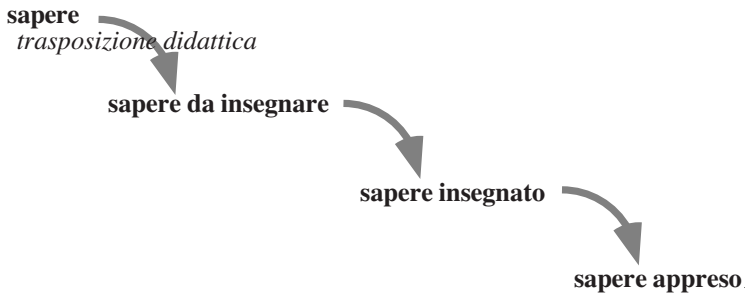 sapere
trasposizione didattica
sapere da insegnare
sapere insegnato
sapere appreso